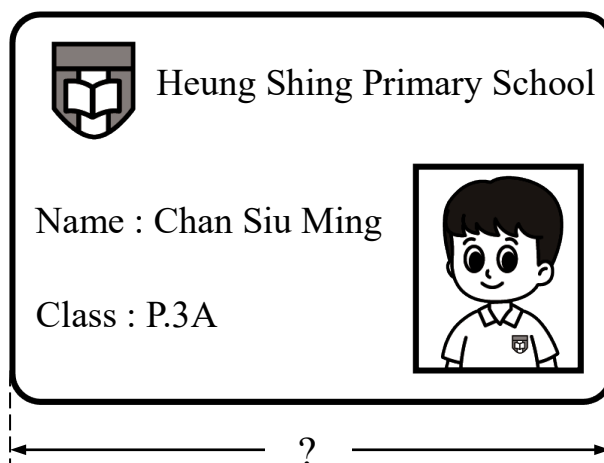 Heung Shing Primary School
Name : Chan Siu Ming
Class : P.3A
?